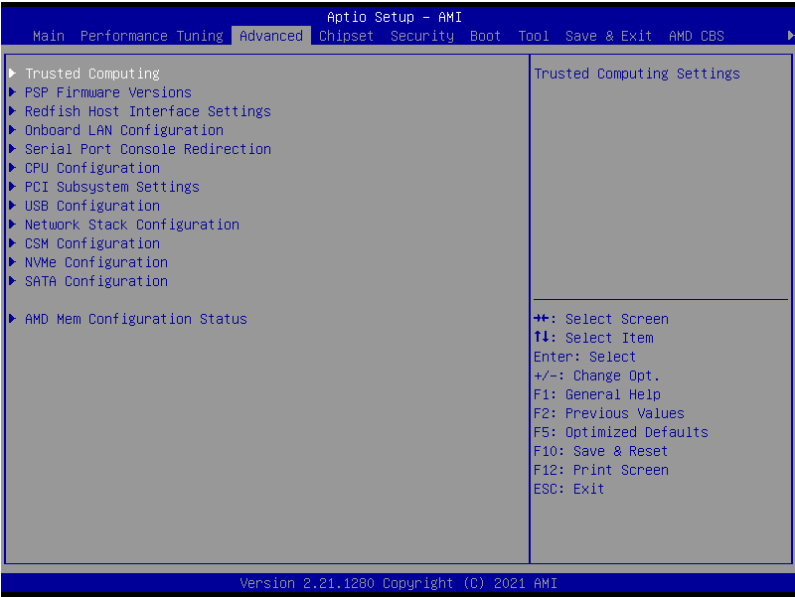 Aptio Setup – AMI
Main Performance Tuning Advanced Chipset Security Boot Tool Save & Exit AMD CBS
Trusted Computing
PSP Firmware Versions
Redfish Host Interface Settings
Onboard LAN Configuration
Serial Port Console Redirection
CPU Configuration
PCI Subsystem Settings
USB Configuration
Network Stack Configuration
CSM Configuration
NVMe Configuration
SATA Configuration
AMD Mem Configuration Status
Trusted Computing Settings
→←: Select Screen
↑↓: Select Item
Enter: Select
+/-: Change Opt.
F1: General Help
F2: Previous Values
F5: Optimized Defaults
F10: Save & Reset
F12: Print Screen
ESC: Exit
Version 2.21.1280 Copyright (C) 2021 AMI